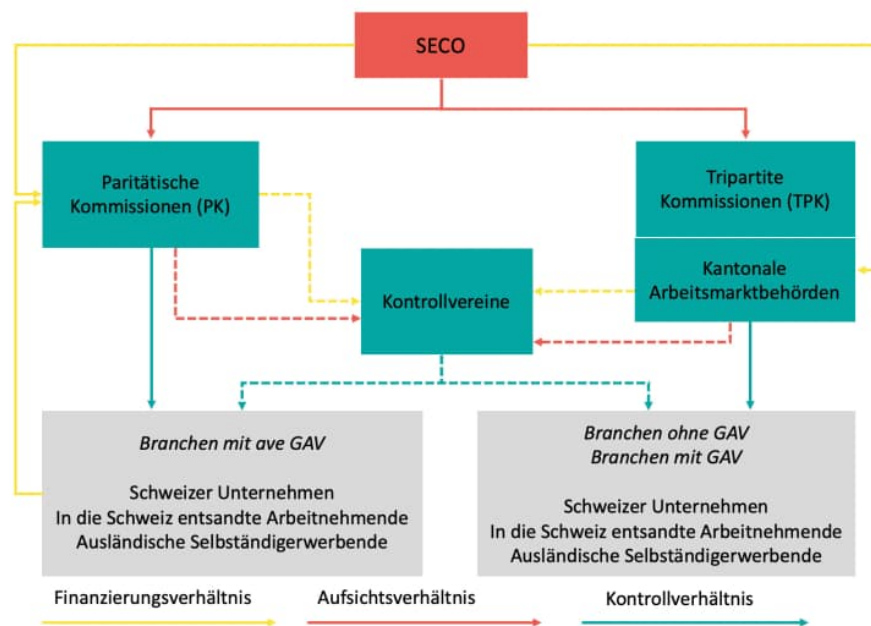 SECO
Paritätische
Kommissionen (PK)
Tripartite
Kommissionen (TPK)
Kantonale
Arbeitsmarktbehörden
Kontrollvereine
Branchen mit ave GAV
Schweizer Unternehmen
In die Schweiz entsandte Arbeitnehmende
Ausländische Selbständigerwerbende
Branchen ohne GAV
Branchen mit GAV
Schweizer Unternehmen
In die Schweiz entsandte Arbeitnehmende
Ausländische Selbständigerwerbende
Finanzierungsverhältnis
Aufsichtsverhältnis
Kontrollverhältnis